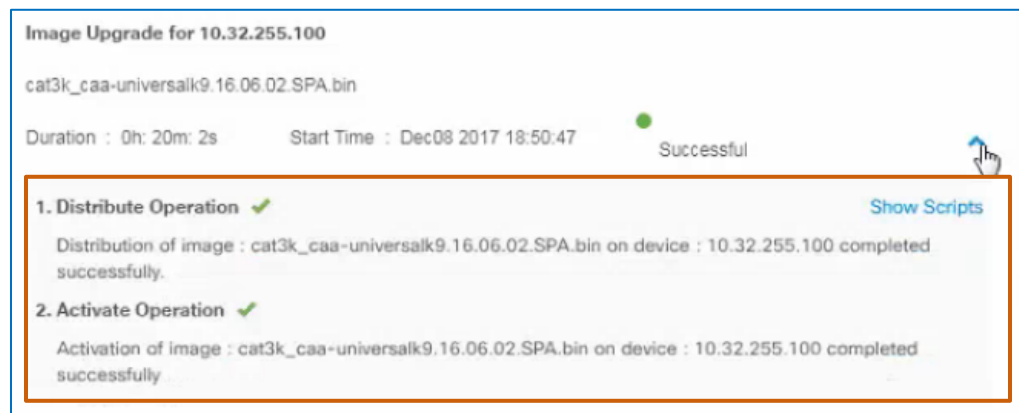 Image Upgrade for 10.32.255.100
cat3k_caa-universalk9.16.06.02.SPA.bin
Duration : 0h: 20m: 2s Start Time : Dec08 2017 18:50:47 Successful
1. Distribute Operation Show Scripts
Distribution of image : cat3k_caa-universalk9.16.06.02.SPA.bin on device : 10.32.255.100 completed
successfully.
2. Activate Operation
Activation of image : cat3k_caa-universalk9.16.06.02.SPA.bin on device : 10.32.255.100 completed
successfully